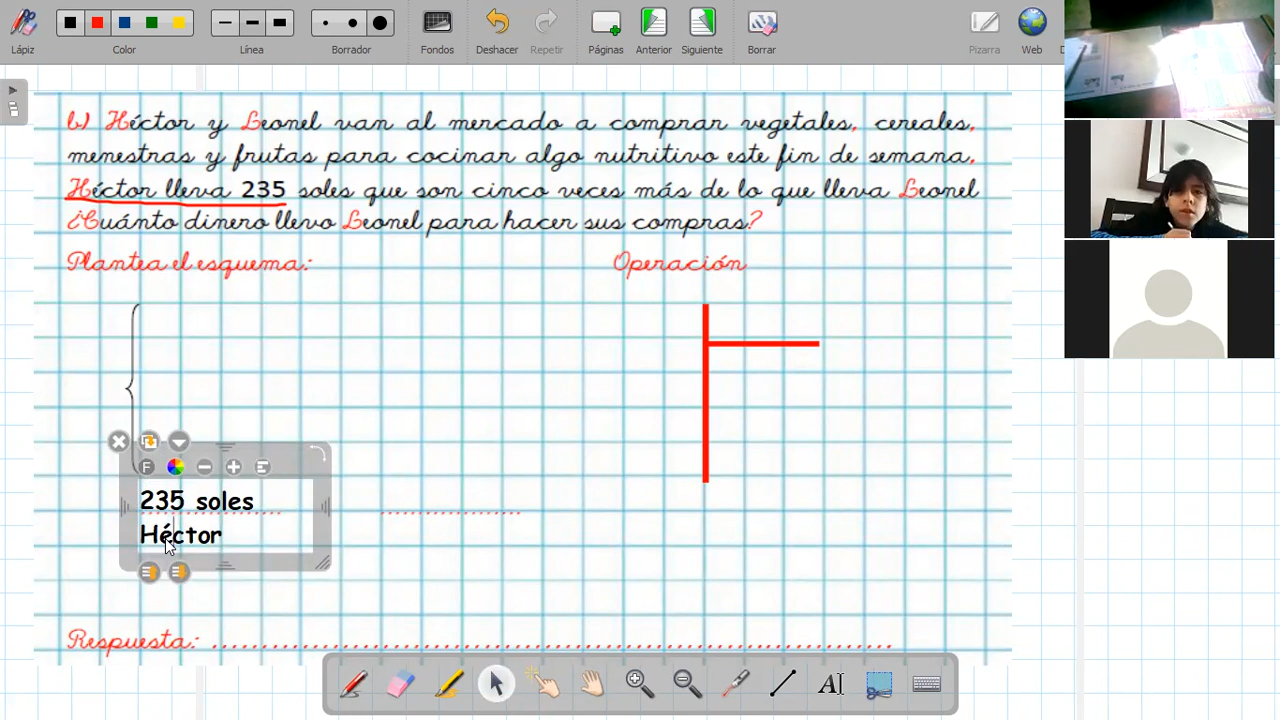 Lápiz
Color
Línea
Borrador
Fondos
Deshacer
Repetir
Páginas
Anterior
Siguiente
Borrar
Pizarra
Web
b) Héctor y Leonel van al mercado a comprar vegetales, cereales,
menestras y frutas para cocinar algo nutritivo este fin de semana,
Héctor lleva 235 soles que son cinco veces más de lo que lleva Leonel
¿Cuánto dinero llevo Leonel para hacer sus compras?
Plantea el esquema:
Operación
F
235 soles
Héctor
Respuesta: ..........................................................................
AI